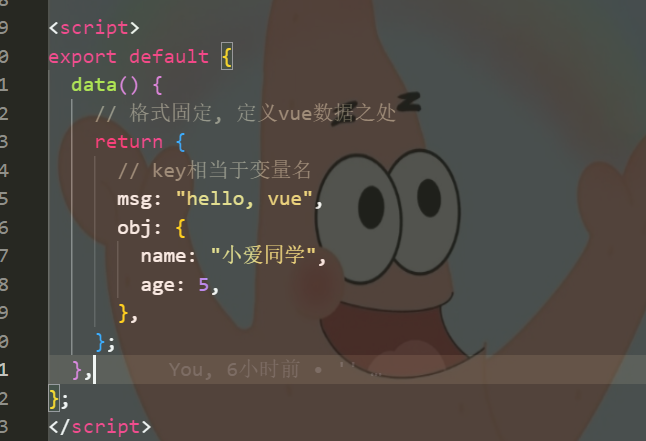 9 <script>
0 export default {
1 data() {
2 // 格式固定, 定义vue数据之处
3 return {
4 // key相当于变量名
5 msg: "hello, vue",
6 obj: {
7 name: "小爱同学",
8 age: 5,
9 },
0 };
1 }, You, 6小时前 • '' …
2 };
3 </script>